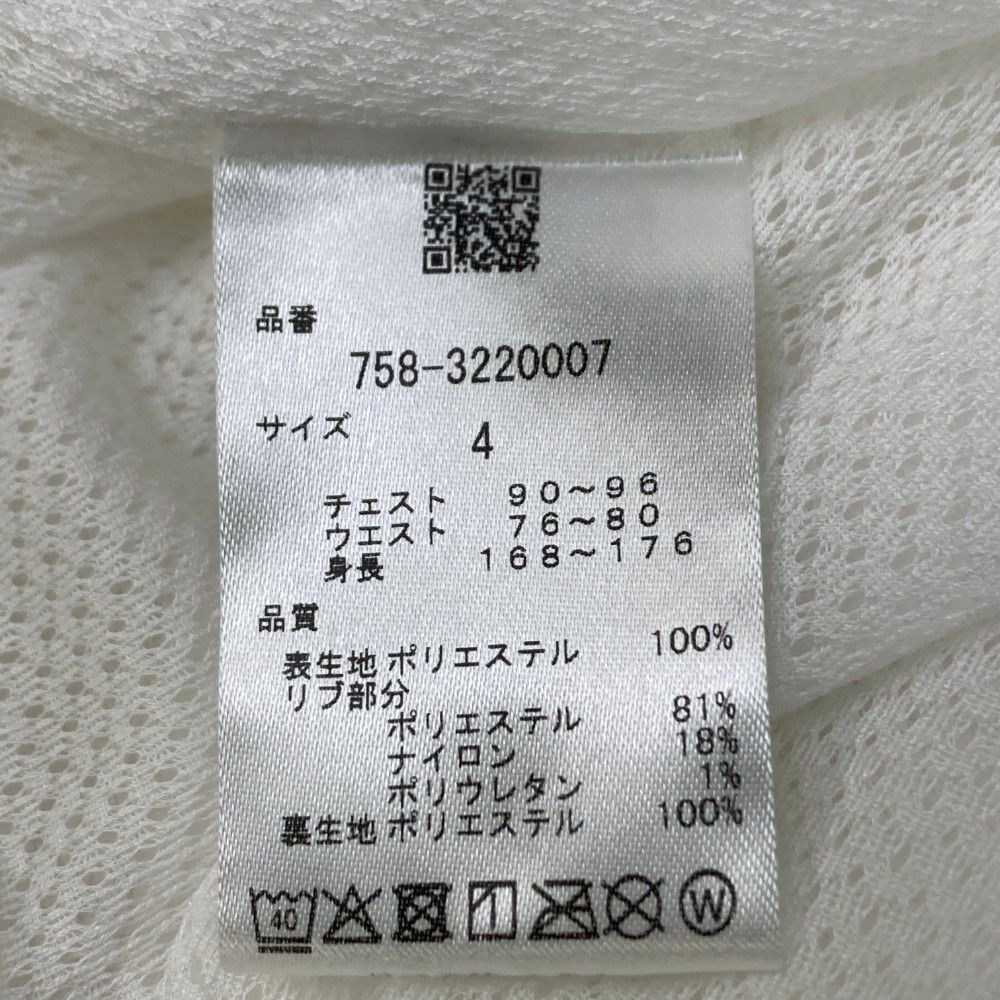 品番
758-3220007
サイズ 4
チェスト 90～96
ウエスト 76～80
身長 168～176
品質
表生地 ポリエステル 100%
リブ部分
ポリエステル 81%
ナイロン 18%
ポリウレタン 1%
裏生地 ポリエステル 100%
40 W